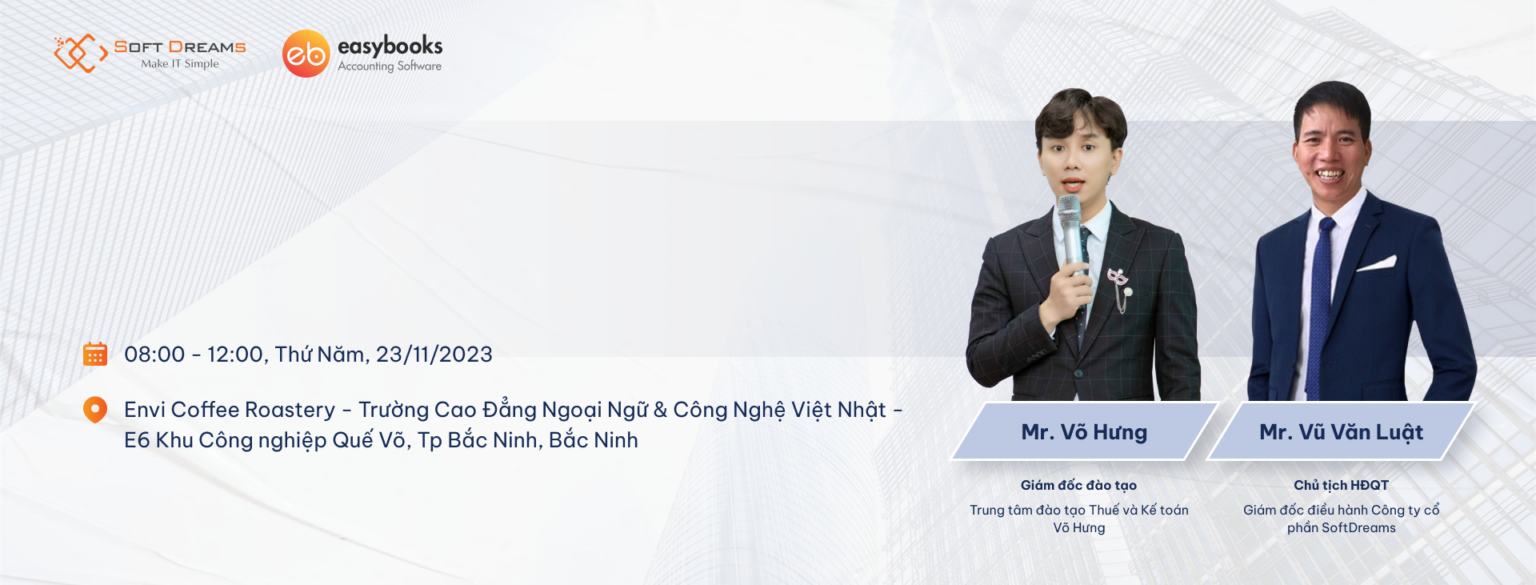 SOFT DREAMS
Make IT Simple
eb
easybooks
Accounting Software
08:00 - 12:00, Thứ Năm, 23/11/2023
Envi Coffee Roastery - Trường Cao Đẳng Ngoại Ngữ & Công Nghệ Việt Nhật -
E6 Khu Công nghiệp Quế Võ, Tp Bắc Ninh, Bắc Ninh
Mr. Võ Hưng
Giám đốc đào tạo
Trung tâm đào tạo Thuế và Kế toán
Võ Hưng
Mr. Vũ Văn Luật
Chủ tịch HĐQT
Giám đốc điều hành Công ty cổ
phần SoftDreams